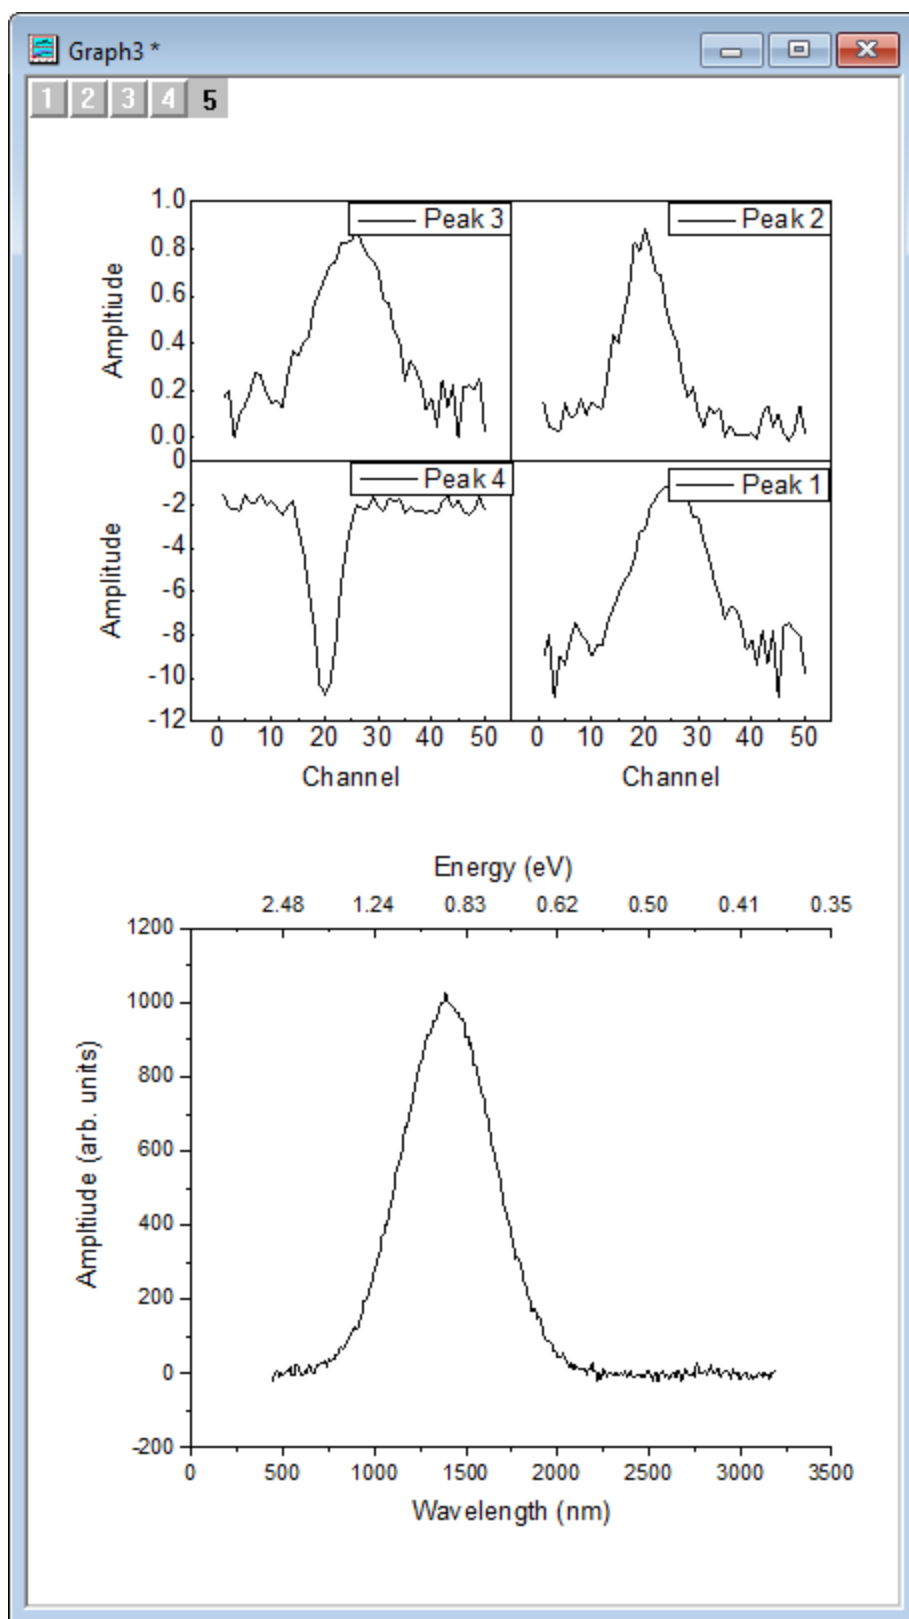 Graph3 *
1 2 3 4 5
Peak 3
Peak 2
1.0
0.8
0.6
0.4
0.2
0.0
Ampltiude
Peak 4
Peak 1
0
-2
-4
-6
-8
-10
-12
Amplitude
0 10 20 30 40 50
0 10 20 30 40 50
Channel
Channel
Energy (eV)
2.48 1.24 0.83 0.62 0.50 0.41 0.35
1200
1000
800
600
400
200
0
-200
Ampltiude (arb. units)
0 500 1000 1500 2000 2500 3000 3500
Wavelength (nm)